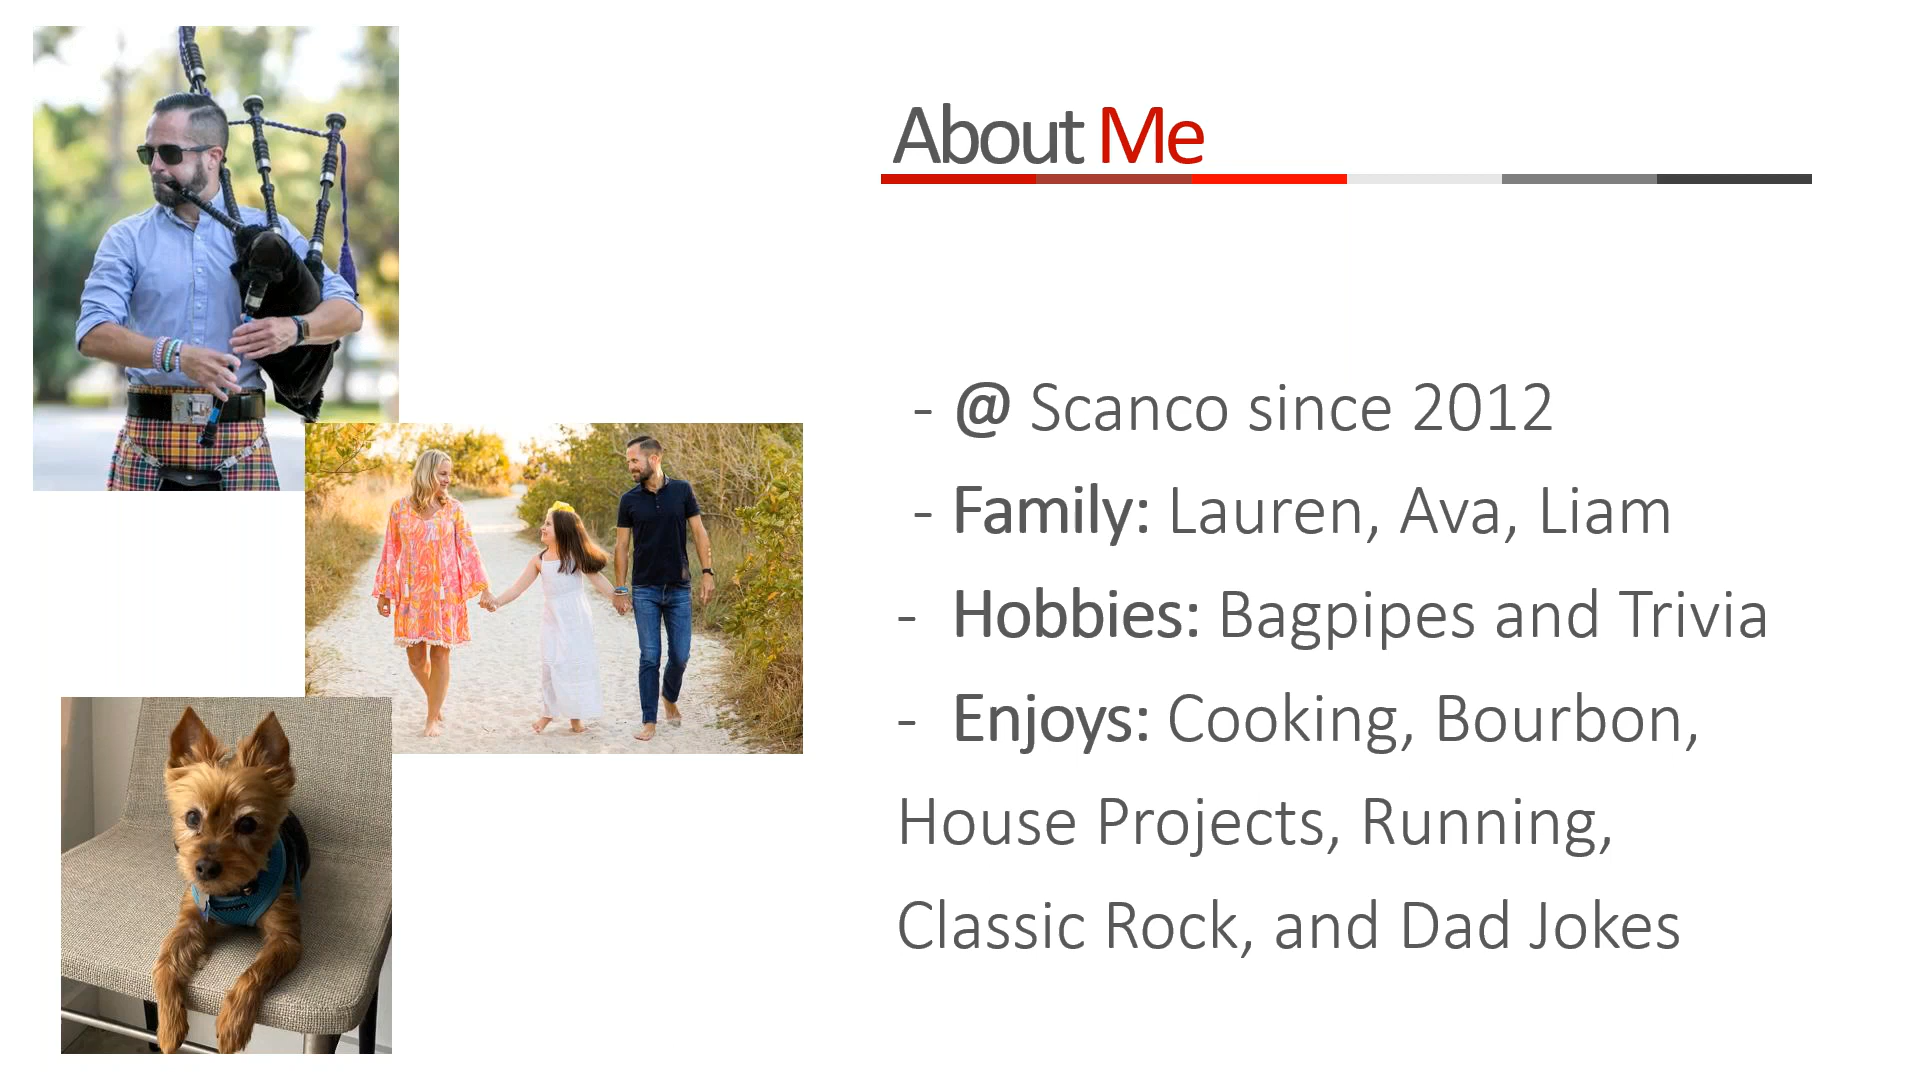 About Me
- @ Scanco since 2012
- Family: Lauren, Ava, Liam
- Hobbies: Bagpipes and Trivia
- Enjoys: Cooking, Bourbon,
House Projects, Running,
Classic Rock, and Dad Jokes